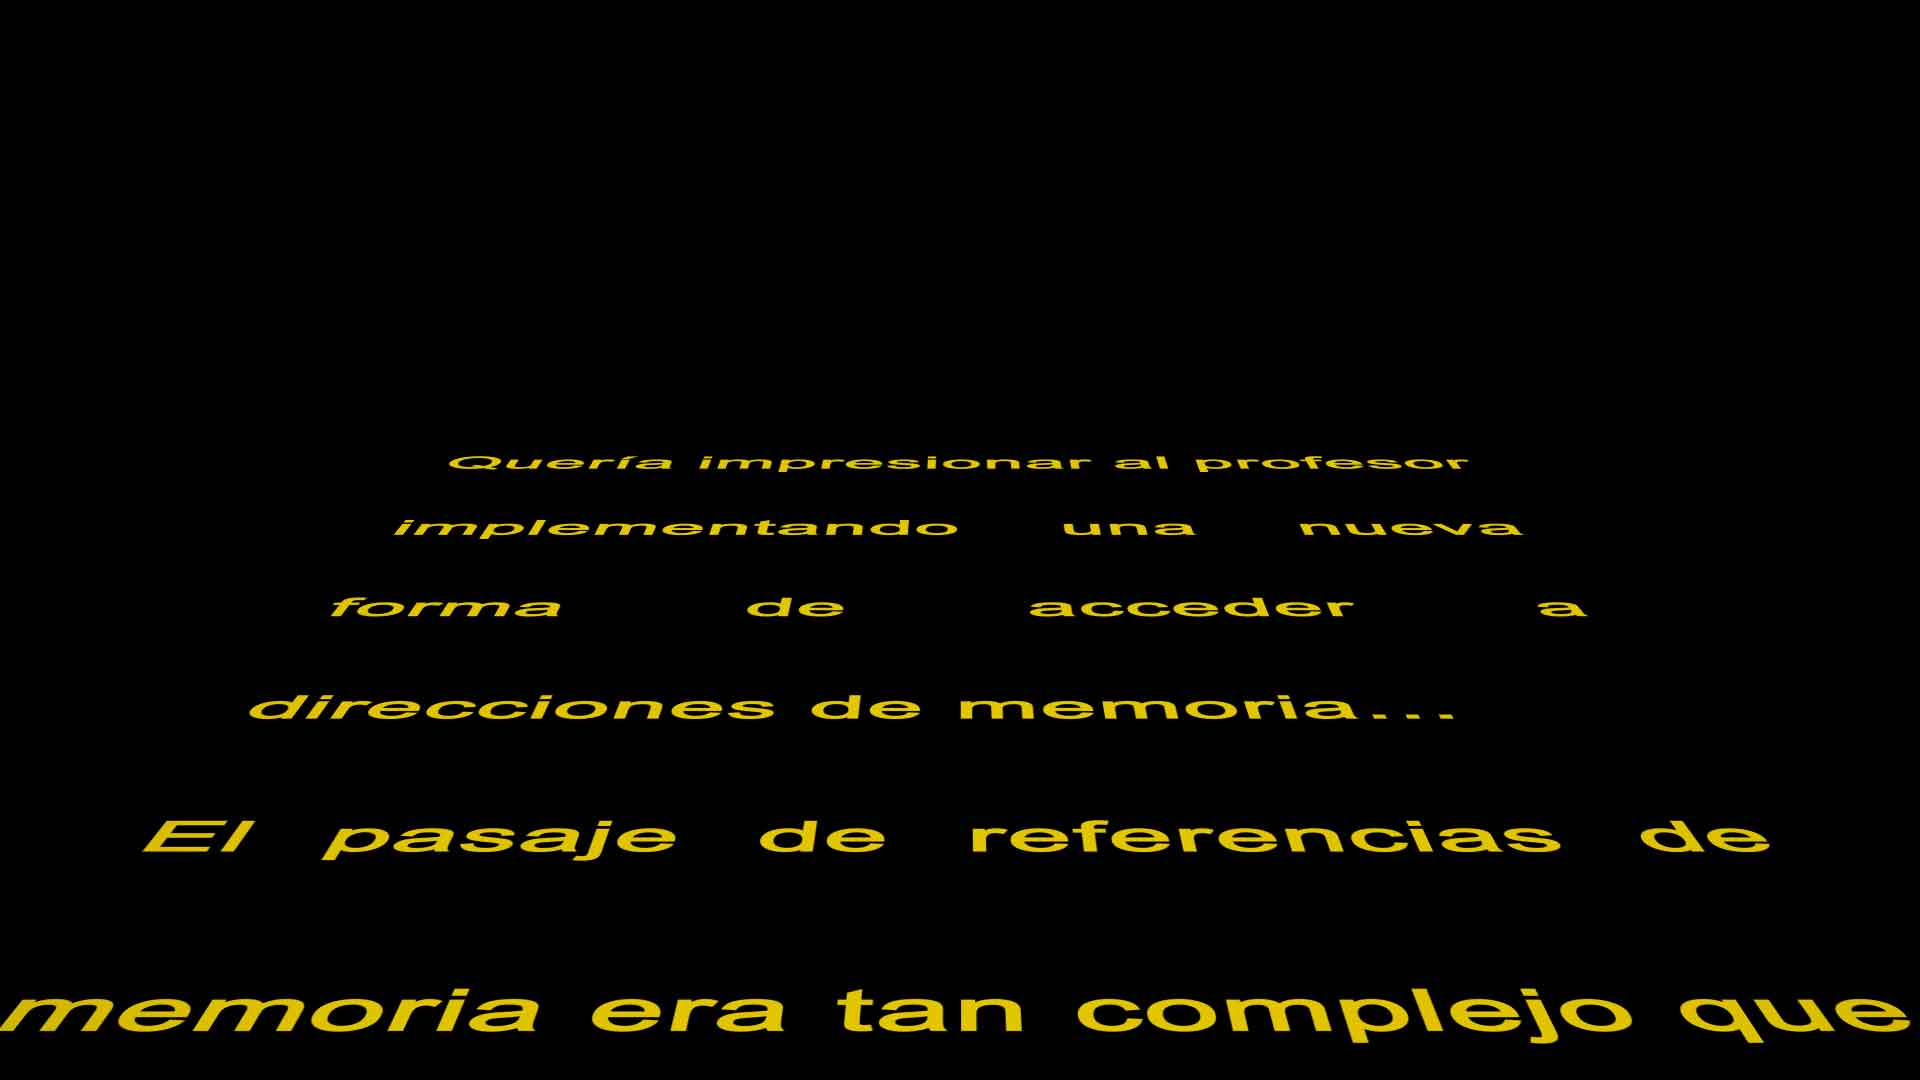 Quería impresionar al profesor
implementando una nueva
forma de acceder a
direcciones de memoria...
El pasaje de referencias de
memoria era tan complejo que